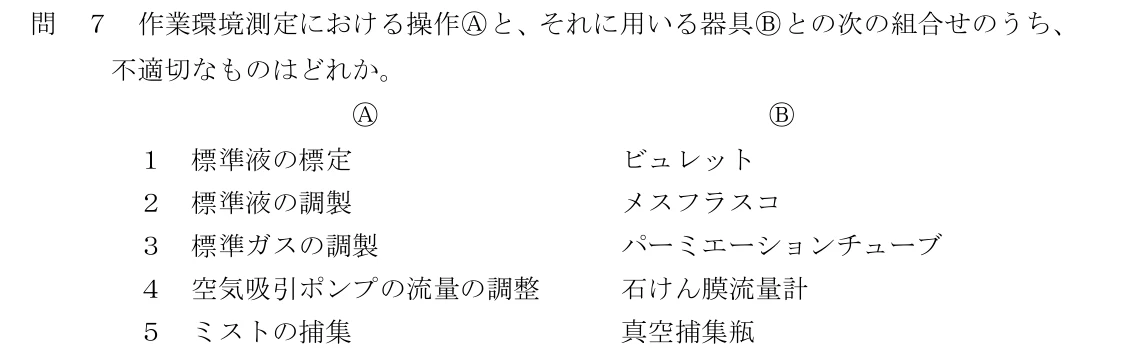 問　７　作業環境測定における操作Ⓐと、それに用いる器具Ⓑとの次の組合せのうち、
不適切なものはどれか。
Ⓐ　Ⓑ
１　標準液の標定　ビュレット
２　標準液の調製　メスフラスコ
３　標準ガスの調製　パーミエーションチューブ
４　空気吸引ポンプの流量の調整　石けん膜流量計
５　ミストの捕集　真空捕集瓶